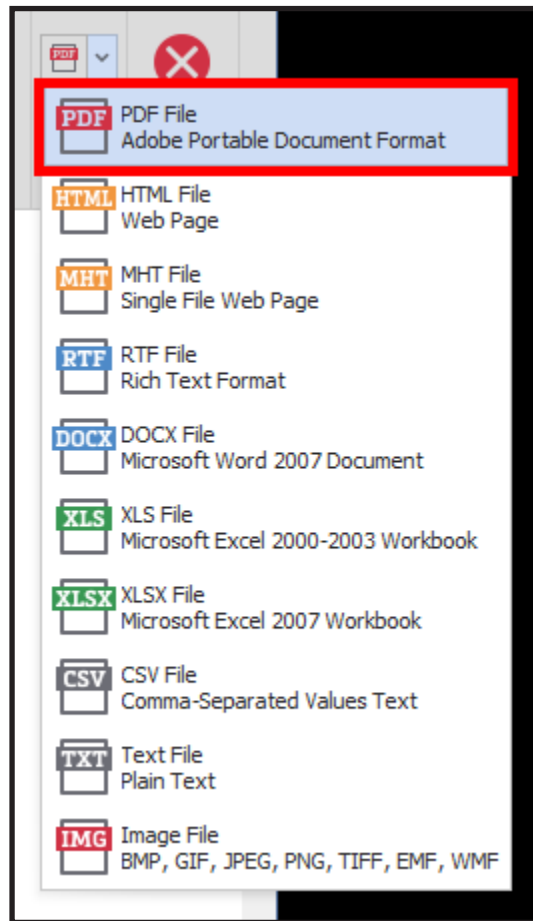 PDF
PDF
PDF File
Adobe Portable Document Format
HTML
HTML File
Web Page
MHT
MHT File
Single File Web Page
RTF
RTF File
Rich Text Format
DOCX
DOCX File
Microsoft Word 2007 Document
XLS
XLS File
Microsoft Excel 2000-2003 Workbook
XLSX
XLSX File
Microsoft Excel 2007 Workbook
CSV
CSV File
Comma-Separated Values Text
TXT
Text File
Plain Text
IMG
Image File
BMP, GIF, JPEG, PNG, TIFF, EMF, WMF